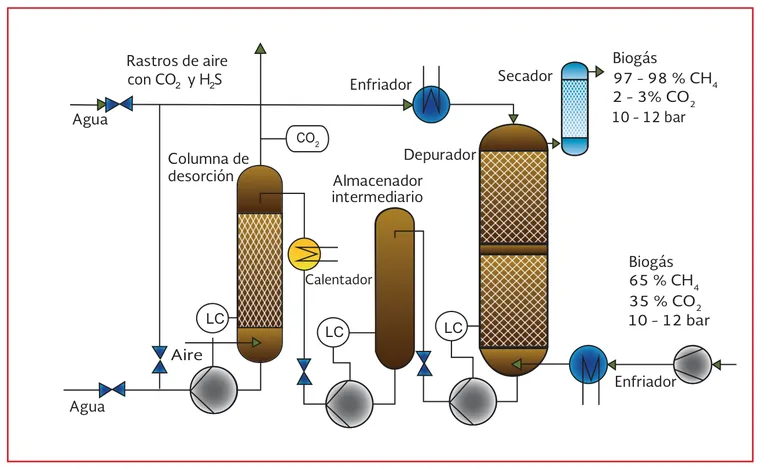 Rastros de aire
con CO2 y H2S
Agua
Enfriador
Secador
Biogás
97 - 98 % CH4
2 - 3% CO2
10 - 12 bar
CO2
Columna de
desorción
Depurador
Almacenador
intermediario
Calentador
Biogás
65 % CH4
35 % CO2
10 - 12 bar
LC
LC
LC
Aire
Enfriador
Agua